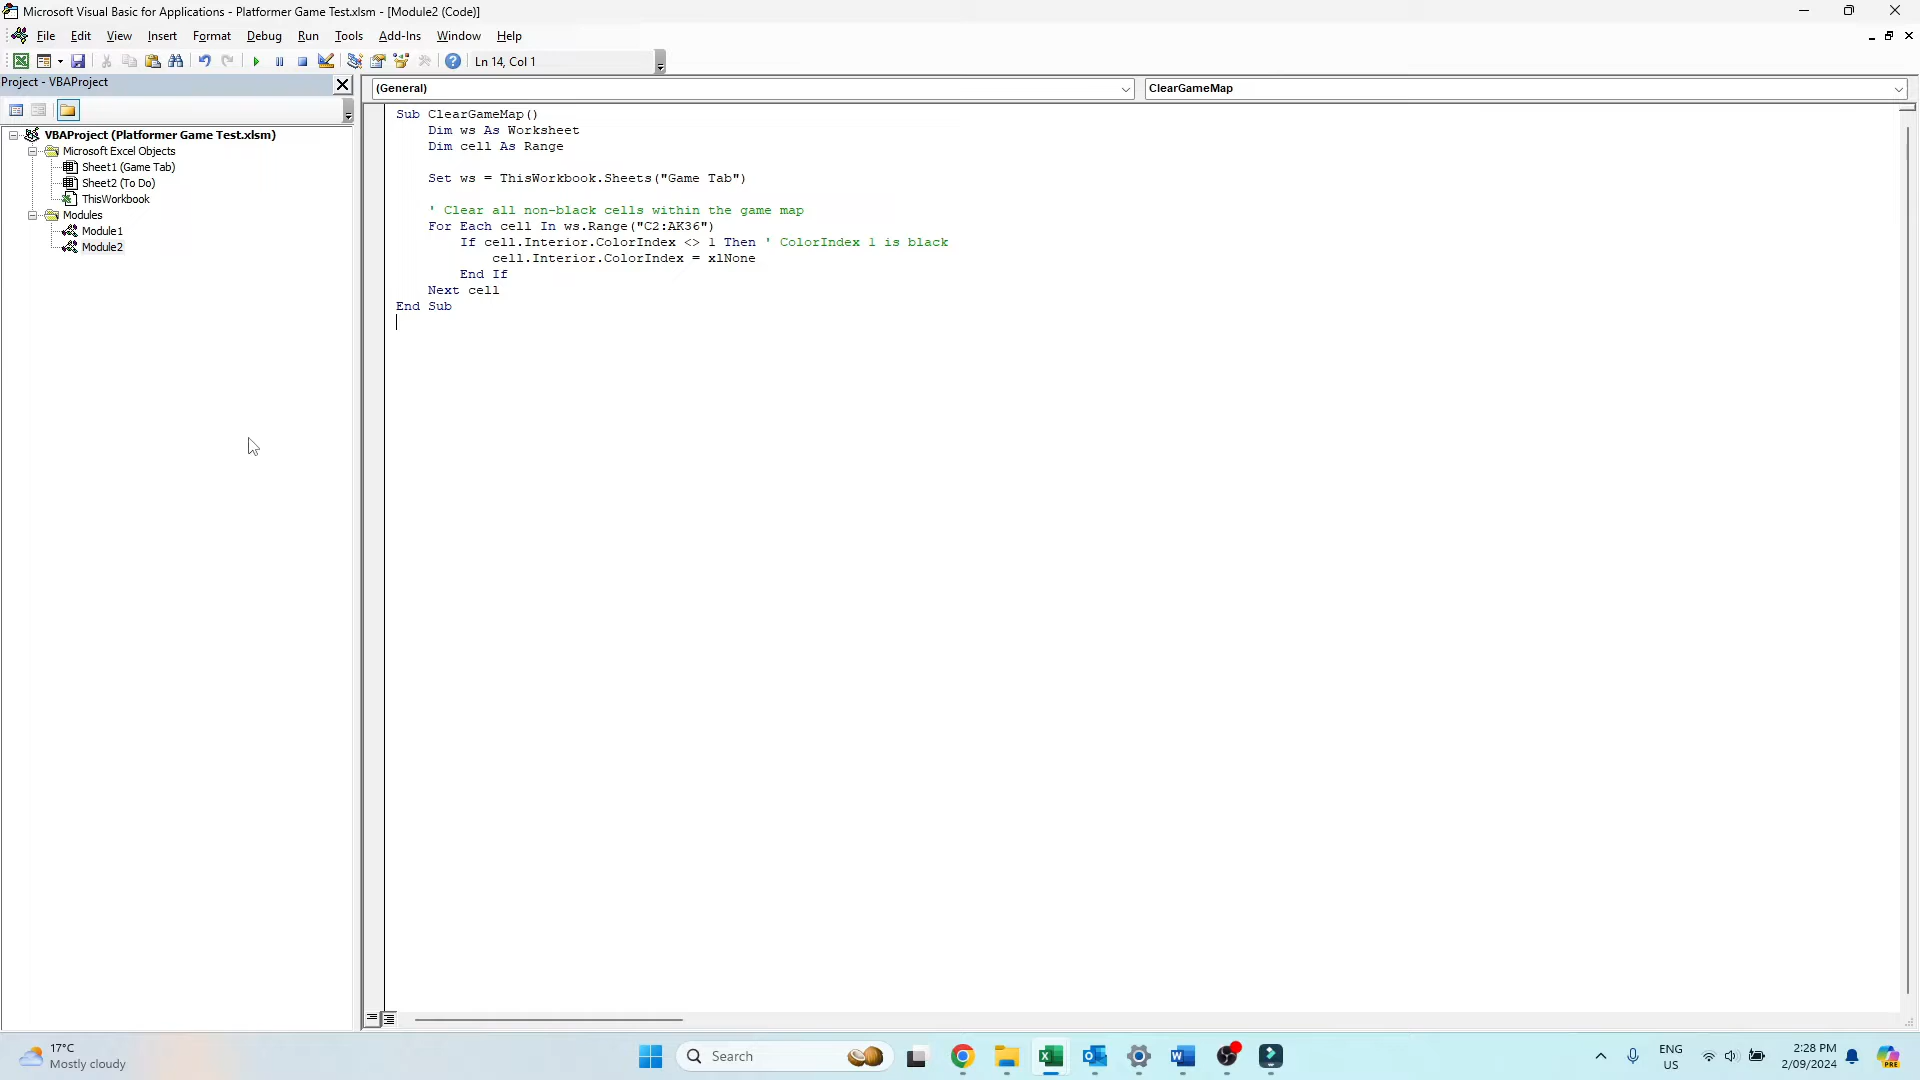 Microsoft Visual Basic for Applications - Platformer Game Test.xlsm - [Module2 (Code)]
File Edit View Insert Format Debug Run Tools Add-Ins Window Help
Ln 14, Col 1
Project - VBAProject
(General)
ClearGameMap
VBAProject (Platformer Game Test.xlsm)
Microsoft Excel Objects
Sheet1 (Game Tab)
Sheet2 (To Do)
ThisWorkbook
Modules
Module1
Module2
Sub ClearGameMap()
Dim ws As Worksheet
Dim cell As Range
Set ws = ThisWorkbook.Sheets("Game Tab")
' Clear all non-black cells within the game map
For Each cell In ws.Range("C2:AK36")
If cell.Interior.ColorIndex <> 1 Then ' ColorIndex 1 is black
cell.Interior.ColorIndex = xlNone
End If
Next cell
End Sub
17°C
Mostly cloudy
Search
ENG
US
2:28 PM
2/09/2024
PRE